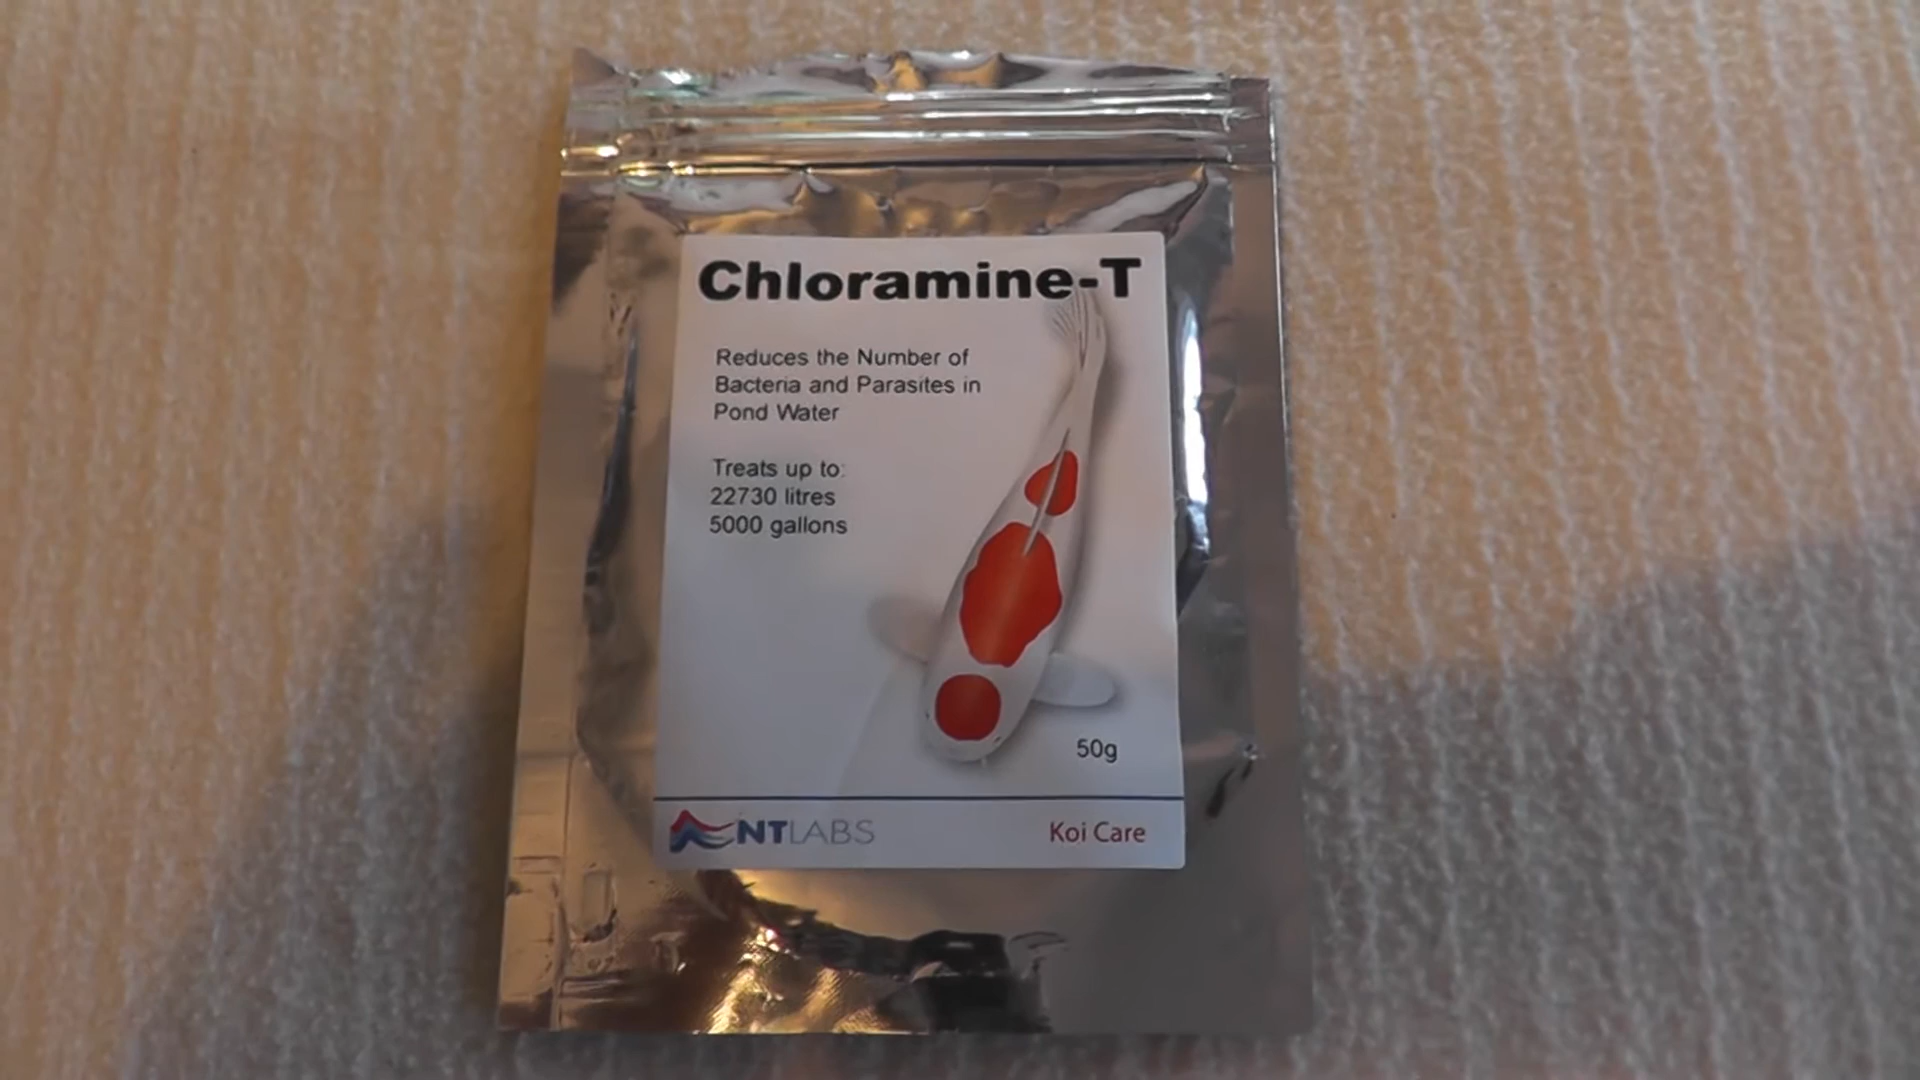 Chloramine-T
Reduces the Number of
Bacteria and Parasites in
Pond Water
Treats up to:
22730 litres
5000 gallons
50g
NTLABS
Koi Care